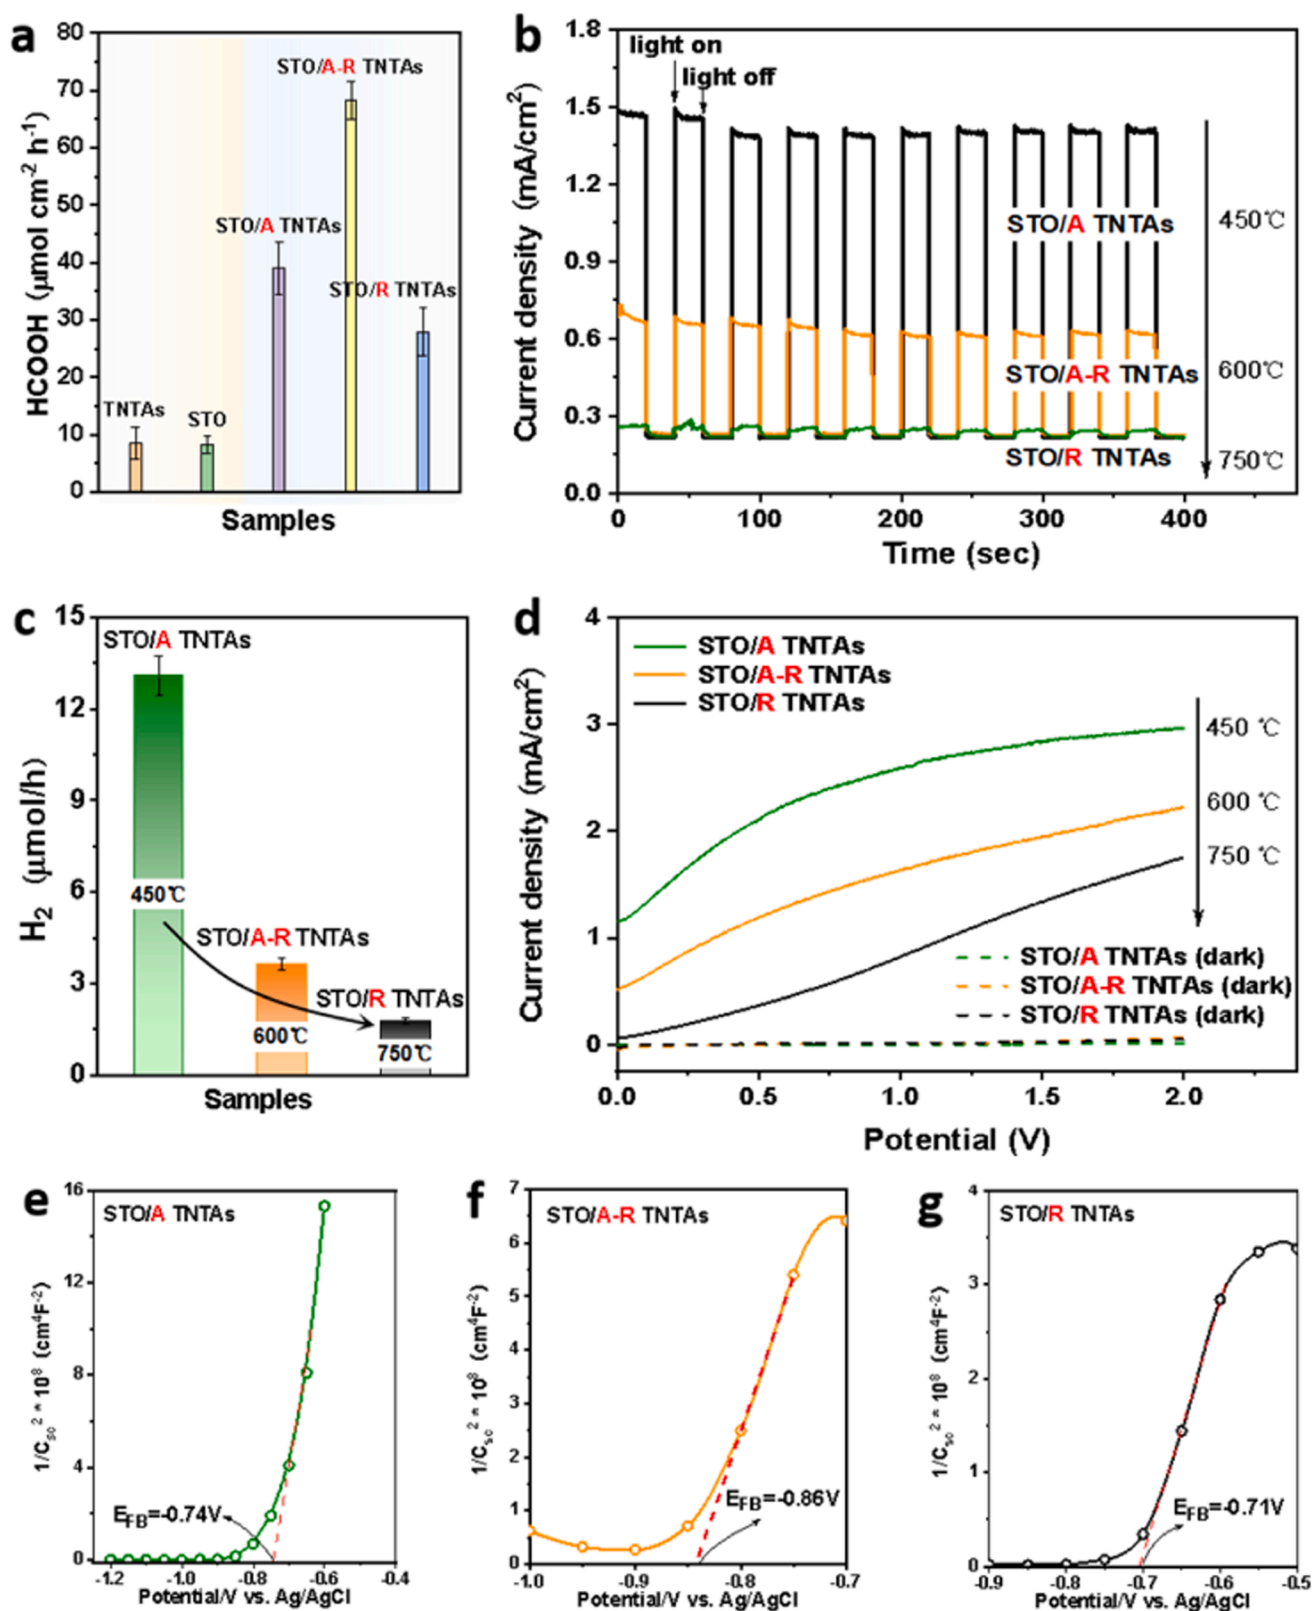 a
80
70
60
50
40
30
20
10
0
HCOOH (μmol cm-2 h-1)
STO/A-R TNTAs
STO/A TNTAs
STO/R TNTAs
TNTAs
STO
Samples
b
1.8
1.5
1.2
0.9
0.6
0.3
0.0
Current density (mA/cm2)
light on
light off
STO/A TNTAs
STO/A-R TNTAs
STO/R TNTAs
450℃
600℃
750℃
0 100 200 300 400
Time (sec)
c
15
12
9
6
3
0
H2 (μmol/h)
STO/A TNTAs
450℃
STO/A-R TNTAs
600℃
STO/R TNTAs
750℃
Samples
d
4
3
2
1
0
Current density (mA/cm2)
STO/A TNTAs
STO/A-R TNTAs
STO/R TNTAs
450 ℃
600 ℃
750 ℃
STO/A TNTAs (dark)
STO/A-R TNTAs (dark)
STO/R TNTAs (dark)
0.0 0.5 1.0 1.5 2.0
Potential (V)
e
16
12
8
4
0
1/Csc2 * 108 (cm4F-2)
STO/A TNTAs
EFB=-0.74V
-1.2 -1.0 -0.8 -0.6 -0.4
Potential/V vs. Ag/AgCl
f
7
6
5
4
3
2
1
0
1/Csc2 * 108 (cm4F-2)
STO/A-R TNTAs
EFB=-0.86V
-1.0 -0.9 -0.8 -0.7
Potential/V vs. Ag/AgCl
g
4
3
2
1
0
1/Csc2 * 108 (cm4F-2)
STO/R TNTAs
EFB=-0.71V
-0.9 -0.8 -0.7 -0.6 -0.5
Potential/V vs. Ag/AgCl